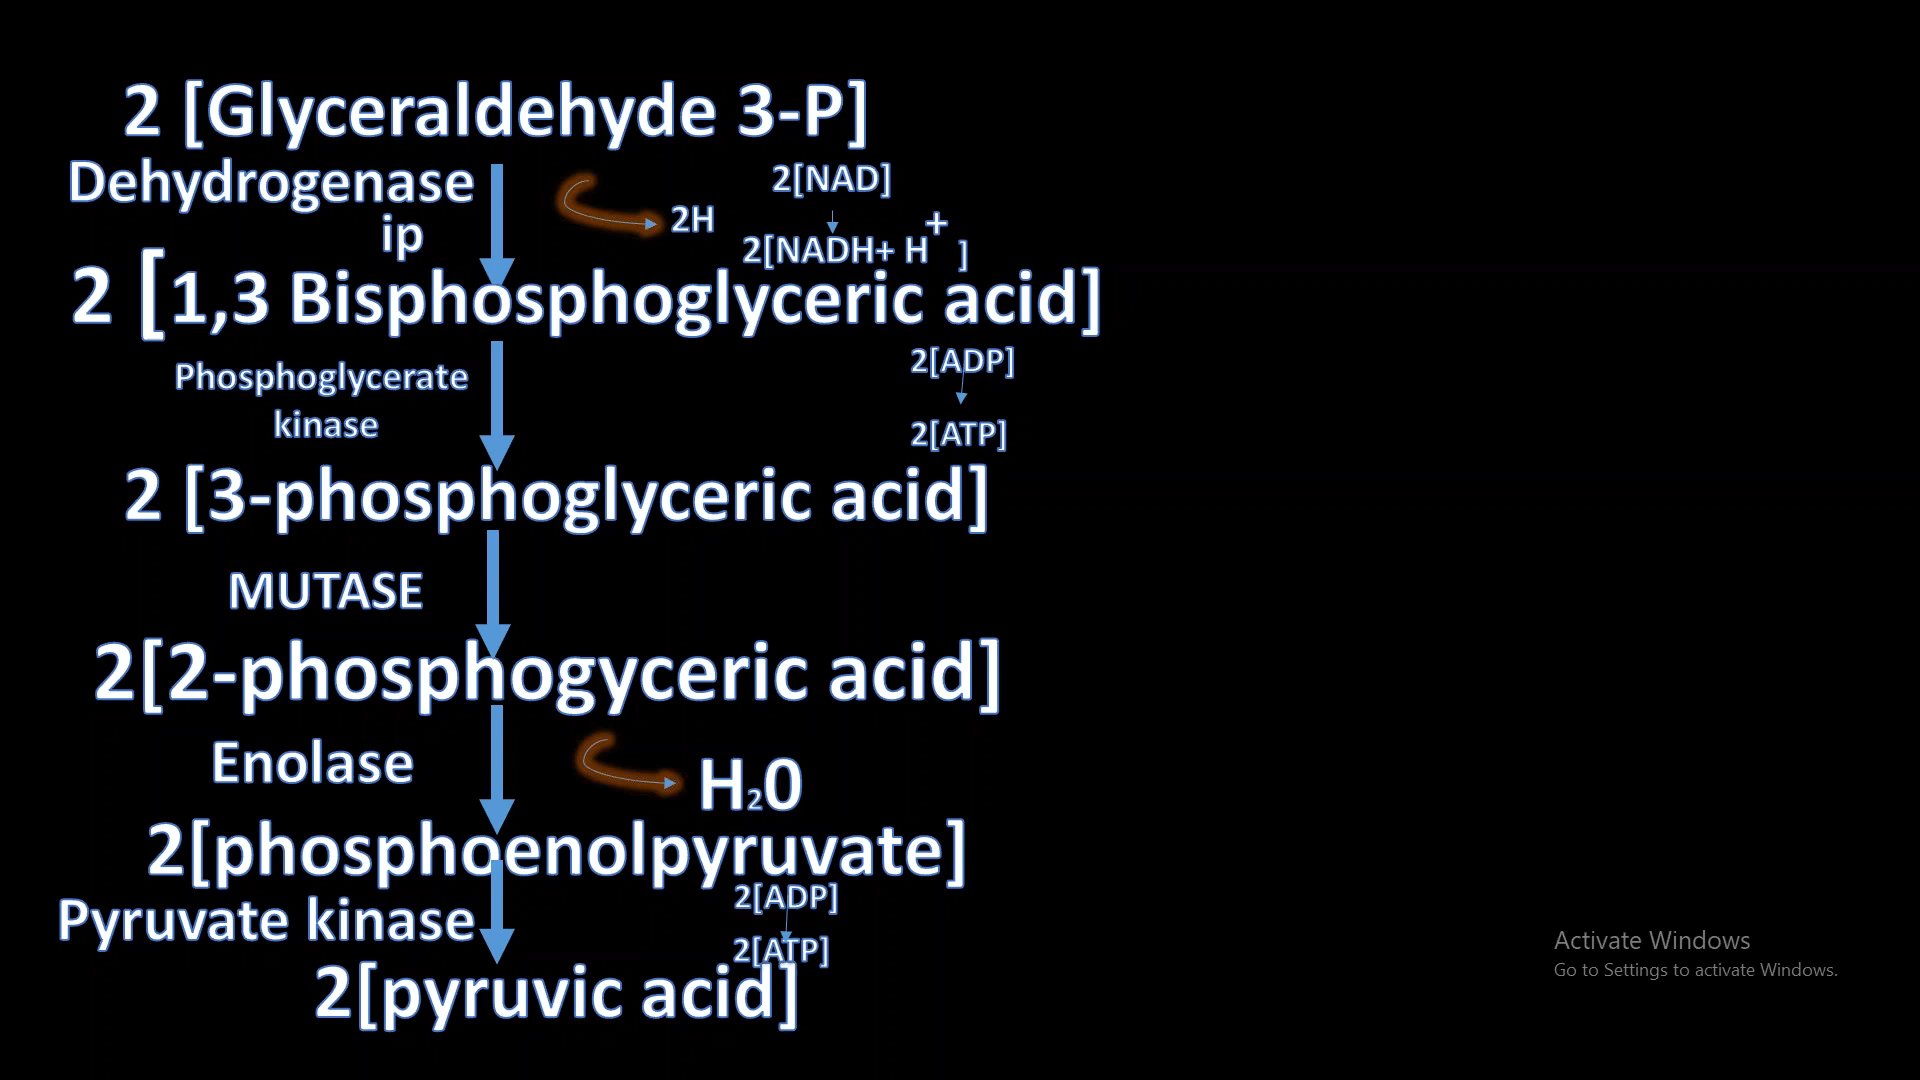 2 [Glyceraldehyde 3-P]
Dehydrogenase
ip
2H
2[NAD]
2[NADH+ H+ ]
2 [1,3 Bisphosphoglyceric acid]
Phosphoglycerate
kinase
2[ADP]
2[ATP]
2 [3-phosphoglyceric acid]
MUTASE
2[2-phosphogyceric acid]
Enolase
H₂0
2[phosphoenolpyruvate]
Pyruvate kinase
2[ADP]
2[ATP]
2[pyruvic acid]
Activate Windows
Go to Settings to activate Windows.